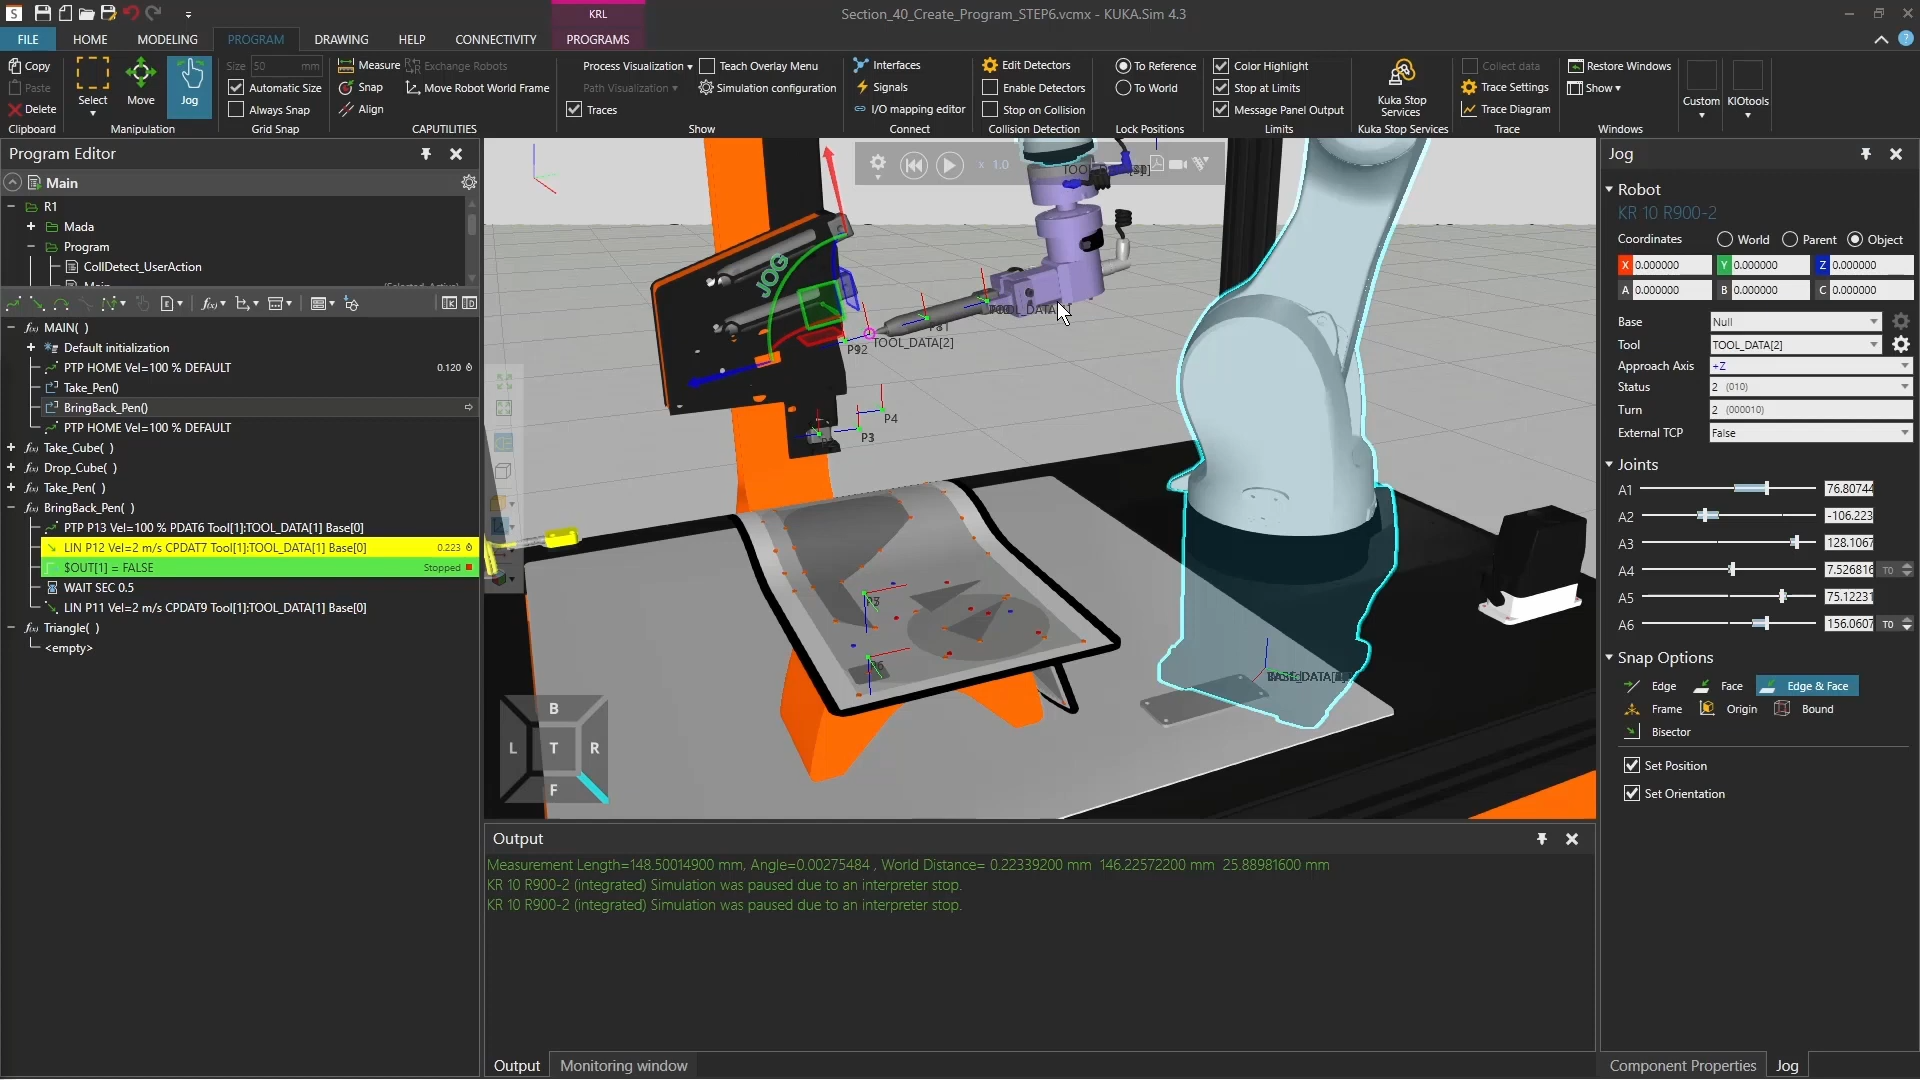 KRL
Section_40_Create_Program_STEP6.vcmx - KUKA.Sim 4.3
FILE HOME MODELING PROGRAM DRAWING HELP CONNECTIVITY PROGRAMS
Copy
Paste
Delete
Clipboard
Select
Move
Jog
Manipulation
Size 50 mm
Automatic Size
Always Snap
Grid Snap
Measure
Snap
Align
Exchange Robots
Move Robot World Frame
CAPUTILITIES
Process Visualization
Path Visualization
Traces
Teach Overlay Menu
Simulation configuration
Show
Interfaces
Signals
I/O mapping editor
Connect
Edit Detectors
Enable Detectors
Stop on Collision
Collision Detection
To Reference
To World
Lock Positions
Color Highlight
Stop at Limits
Message Panel Output
Limits
Kuka Stop Services
Kuka Stop Services
Collect data
Trace Settings
Trace Diagram
Trace
Restore Windows
Show
Windows
Custom
KIOtools
Program Editor
Main
R1
Mada
Program
CollDetect_UserAction
MAIN( )
Default initialization
PTP HOME Vel=100 % DEFAULT 0.120
Take_Pen()
BringBack_Pen()
PTP HOME Vel=100 % DEFAULT
Take_Cube( )
Drop_Cube( )
Take_Pen( )
BringBack_Pen( )
PTP P13 Vel=100 % PDAT6 Tool[1]:TOOL_DATA[1] Base[0]
LIN P12 Vel=2 m/s CPDAT7 Tool[1]:TOOL_DATA[1] Base[0] 0.223
$OUT[1] = FALSE Stopped
WAIT SEC 0.5
LIN P11 Vel=2 m/s CPDAT9 Tool[1]:TOOL_DATA[1] Base[0]
Triangle( )
<empty>
x 1.0
JOG
TOOL_DATA[2]
P4
P3
B
L T R
F
Output
Measurement Length=148.50014900 mm, Angle=0.00275484 , World Distance= 0.22339200 mm 146.22572200 mm 25.88981600 mm
KR 10 R900-2 (integrated) Simulation was paused due to an interpreter stop.
KR 10 R900-2 (integrated) Simulation was paused due to an interpreter stop.
Output Monitoring window
Jog
Robot
KR 10 R900-2
Coordinates World Parent Object
X 0.000000 Y 0.000000 Z 0.000000
A 0.000000 B 0.000000 C 0.000000
Base Null
Tool TOOL_DATA[2]
Approach Axis +Z
Status 2 (010)
Turn 2 (000010)
External TCP False
Joints
A1 76.80744
A2 -106.223
A3 128.1067
A4 7.526816 T0
A5 75.12231
A6 156.0607 T0
Snap Options
Edge Face Edge & Face
Frame Origin Bound
Bisector
Set Position
Set Orientation
Component Properties Jog